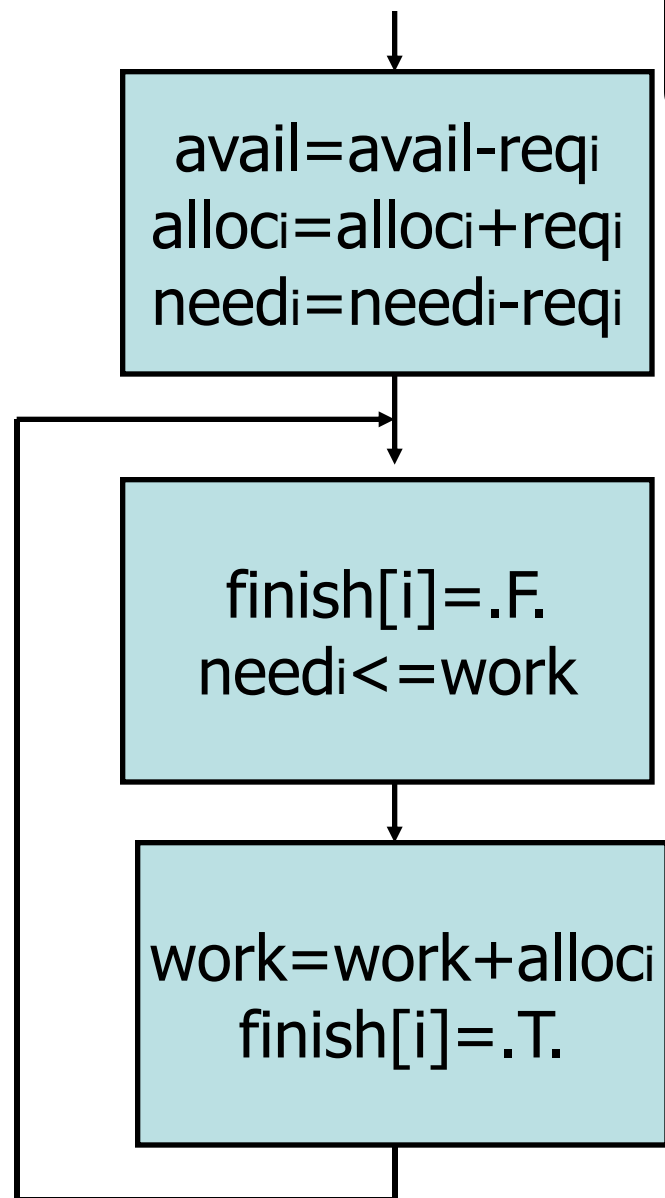 avail=avail-reqi
alloci=alloci+reqi
needi=needi-reqi
finish[i]=.F.
needi<=work
work=work+alloci
finish[i]=.T.